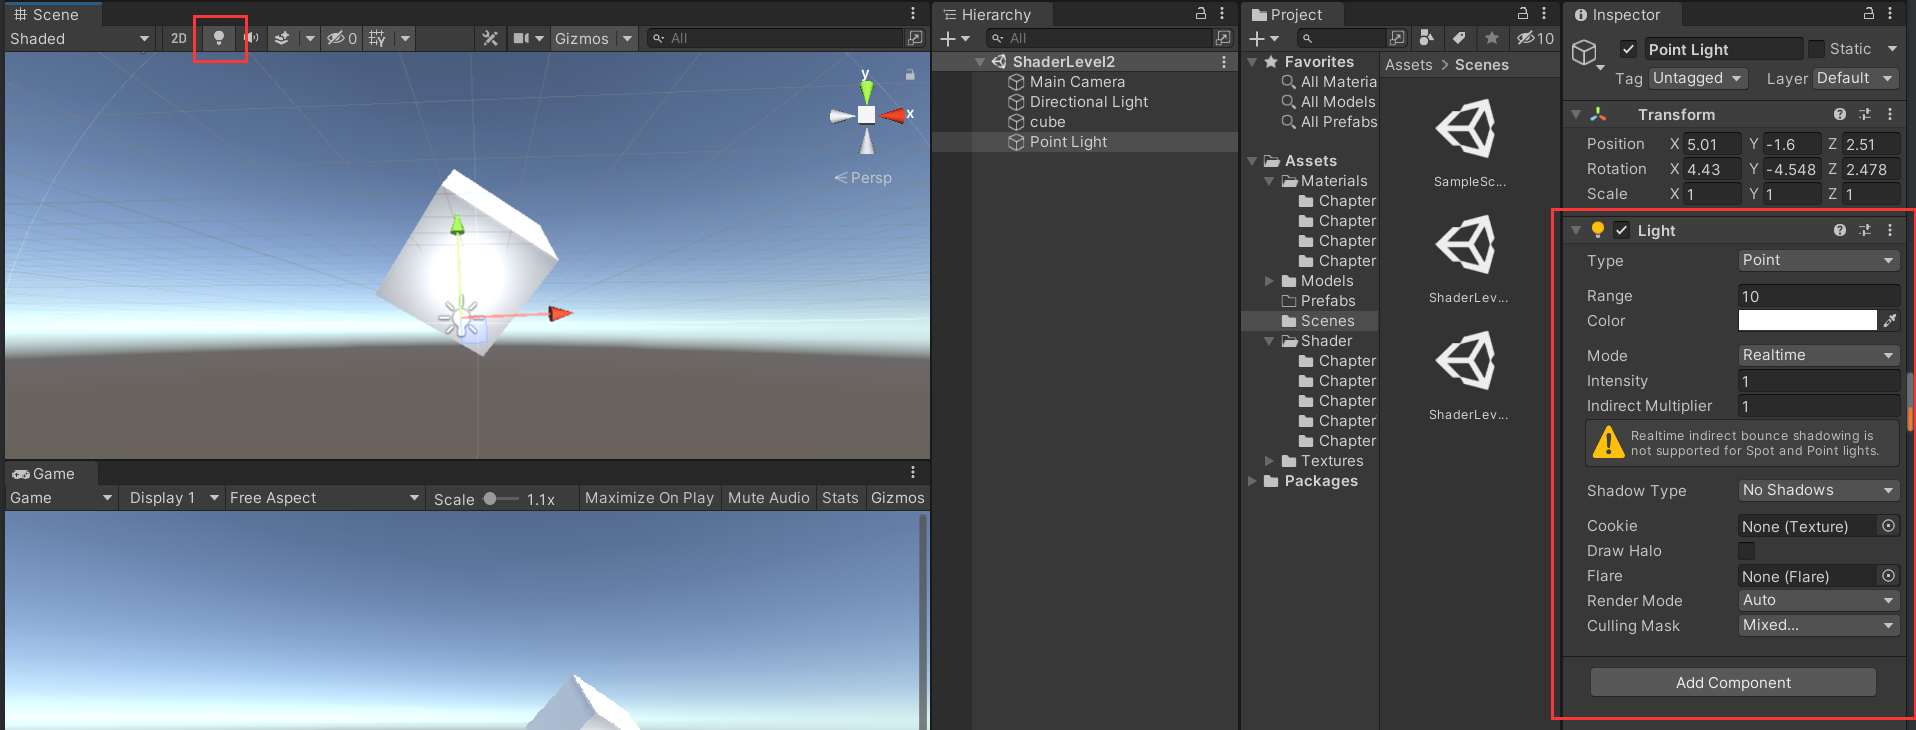 Scene
Shaded
2D
0
Gizmos
All
y
x
Persp
Game
Game
Display 1
Free Aspect
Scale
1.1x
Maximize On Play
Mute Audio
Stats
Gizmos
Hierarchy
All
ShaderLevel2
Main Camera
Directional Light
cube
Point Light
Project
10
Favorites
All Materia
All Models
All Prefabs
Assets
Materials
Chapter
Chapter
Chapter
Chapter
Models
Prefabs
Scenes
Shader
Chapter
Chapter
Chapter
Chapter
Chapter
Textures
Packages
Assets > Scenes
SampleSc...
ShaderLev...
ShaderLev...
Inspector
Point Light
Static
Tag Untagged Layer Default
Transform
Position X 5.01 Y -1.6 Z 2.51
Rotation X 4.43 Y -4.548 Z 2.478
Scale X 1 Y 1 Z 1
Light
Type Point
Range 10
Color
Mode Realtime
Intensity 1
Indirect Multiplier 1
Realtime indirect bounce shadowing is
not supported for Spot and Point lights.
Shadow Type No Shadows
Cookie None (Texture)
Draw Halo
Flare None (Flare)
Render Mode Auto
Culling Mask Mixed...
Add Component